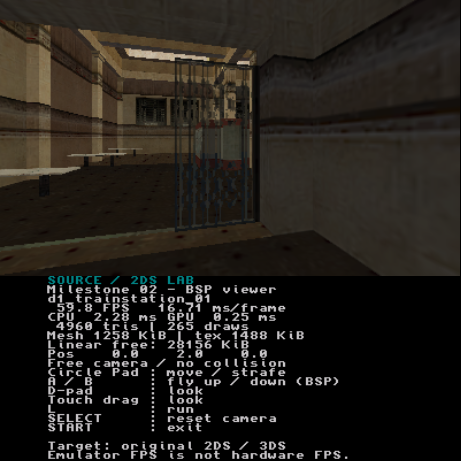 SOURCE / 2DS LAB
Milestone 02 - BSP viewer
d1_trainstation_01
59.8 FPS 16.71 ms/frame
CPU 2.28 ms GPU 0.25 ms
4960 tris | 265 draws
Mesh 1258 KiB | tex 1488 KiB
Linear free: 28156 KiB
Pos 0.0 2.0 0.0
Free camera / no collision
Circle Pad : move / strafe
A / B : fly up / down (BSP)
D-pad : look
Touch drag : look
L : run
SELECT : reset camera
START : exit
Target: original 2DS / 3DS
Emulator FPS is not hardware FPS.